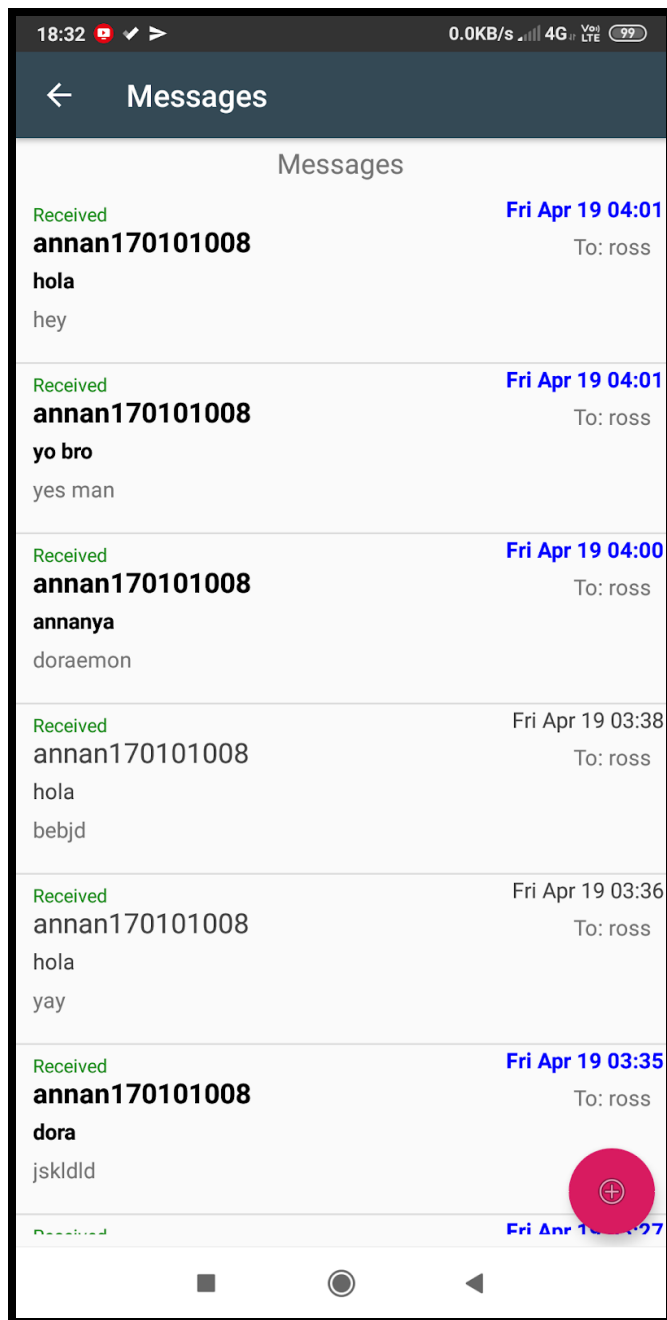 18:32 0.0KB/s 4G Vo)) LTE 99
Messages
Messages
Received Fri Apr 19 04:01
annan170101008 To: ross
hola
hey
Received Fri Apr 19 04:01
annan170101008 To: ross
yo bro
yes man
Received Fri Apr 19 04:00
annan170101008 To: ross
annanya
doraemon
Received Fri Apr 19 03:38
annan170101008 To: ross
hola
bebjd
Received Fri Apr 19 03:36
annan170101008 To: ross
hola
yay
Received Fri Apr 19 03:35
annan170101008 To: ross
dora
jskldld
Received Fri Apr